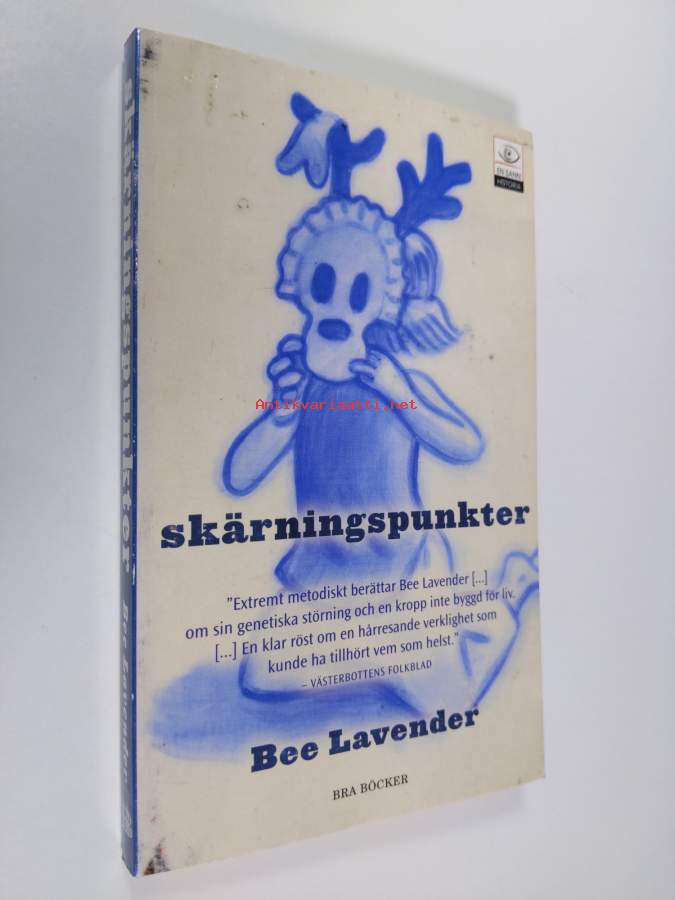 EN SANN
HISTORIA
Antikvariaatti.net
skärningspunkter
"Extremt metodiskt berättar Bee Lavender [...]
om sin genetiska störning och en kropp inte byggd för liv.
[...] En klar röst om en hårresande verklighet som
kunde ha tillhört vem som helst."
– VÄSTERBOTTENS FOLKBLAD
Bee Lavender
BRA BÖCKER
skärningspunkter Bee Lavender